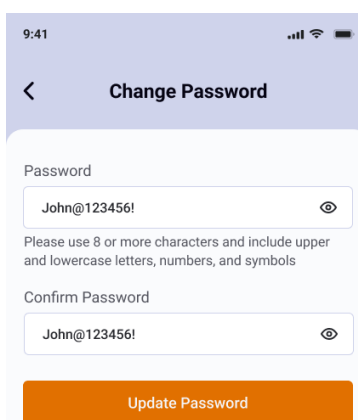 9:41
Change Password
Password
John@123456!
Please use 8 or more characters and include upper
and lowercase letters, numbers, and symbols
Confirm Password
John@123456!
Update Password